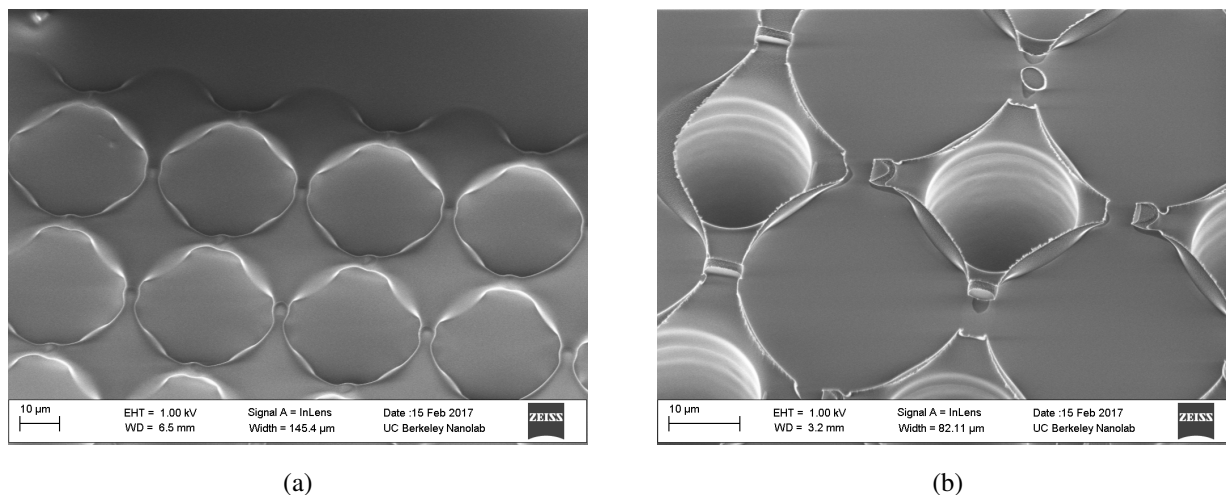 10 µm
EHT = 1.00 kV
WD = 6.5 mm
Signal A = InLens
Width = 145.4 µm
Date :15 Feb 2017
UC Berkeley Nanolab
ZEISS
10 µm
EHT = 1.00 kV
WD = 3.2 mm
Signal A = InLens
Width = 82.11 µm
Date :15 Feb 2017
UC Berkeley Nanolab
ZEISS
(a)
(b)